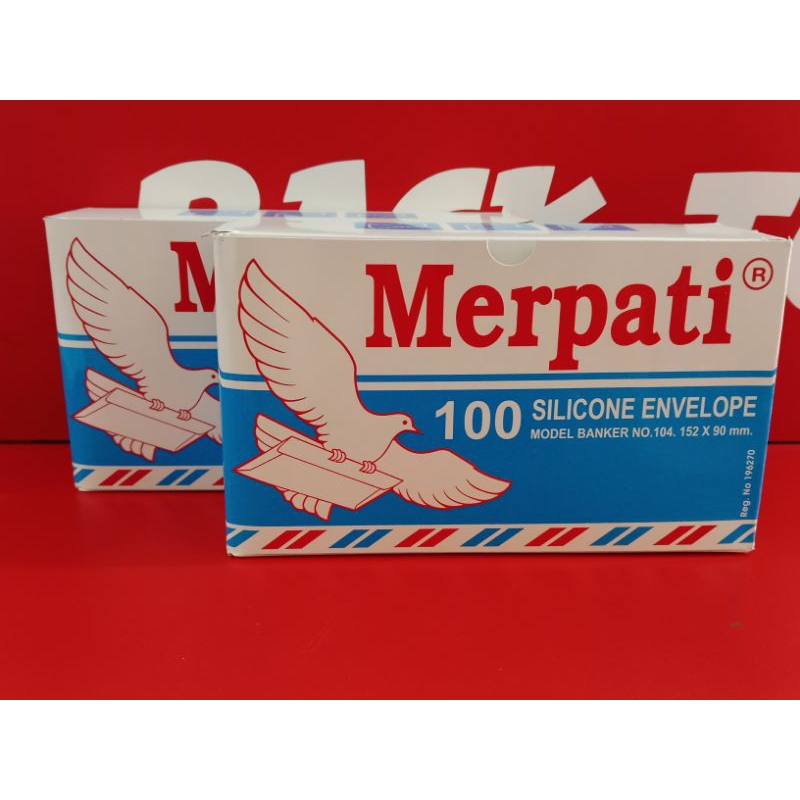 Merpati®
100 SILICONE ENVELOPE
MODEL BANKER NO.104. 152 X 90 mm.
Reg. No 196270
M